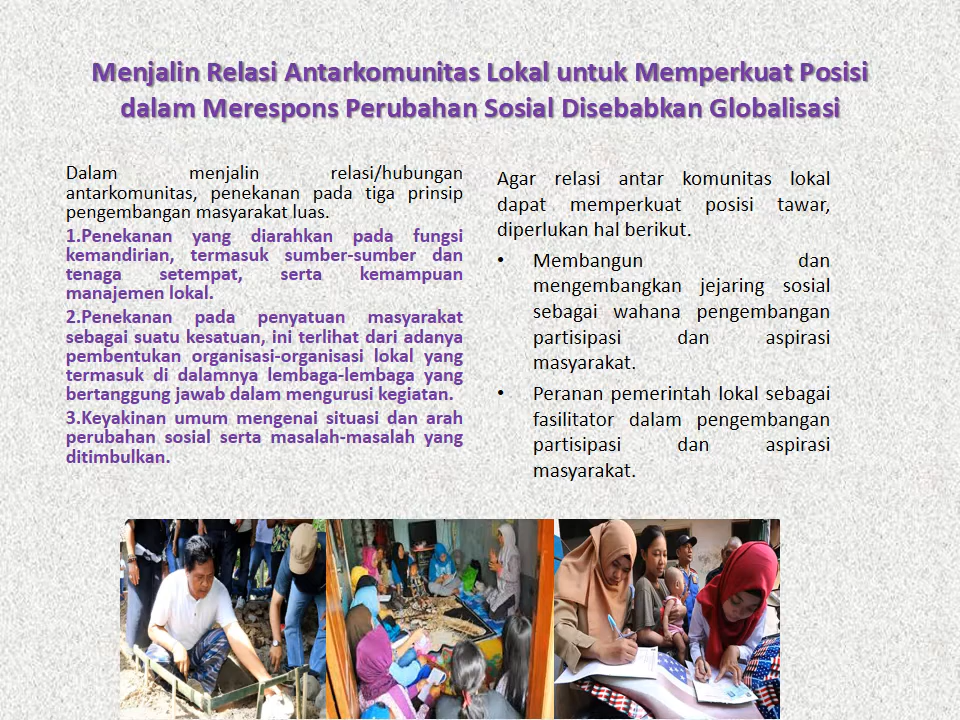 Menjalin Relasi Antarkomunitas Lokal untuk Memperkuat Posisi
dalam Merespons Perubahan Sosial Disebabkan Globalisasi
Dalam menjalin relasi/hubungan
antarkomunitas, penekanan pada tiga prinsip
pengembangan masyarakat luas.
1.Penekanan yang diarahkan pada fungsi
kemandirian, termasuk sumber-sumber dan
tenaga setempat, serta kemampuan
manajemen lokal.
2.Penekanan pada penyatuan masyarakat
sebagai suatu kesatuan, ini terlihat dari adanya
pembentukan organisasi-organisasi lokal yang
termasuk di dalamnya lembaga-lembaga yang
bertanggung jawab dalam mengurusi kegiatan.
3.Keyakinan umum mengenai situasi dan arah
perubahan sosial serta masalah-masalah yang
ditimbulkan.
Agar relasi antar komunitas lokal
dapat memperkuat posisi tawar,
diperlukan hal berikut.
• Membangun dan
mengembangkan jejaring sosial
sebagai wahana pengembangan
partisipasi dan aspirasi
masyarakat.
• Peranan pemerintah lokal sebagai
fasilitator dalam pengembangan
partisipasi dan aspirasi
masyarakat.